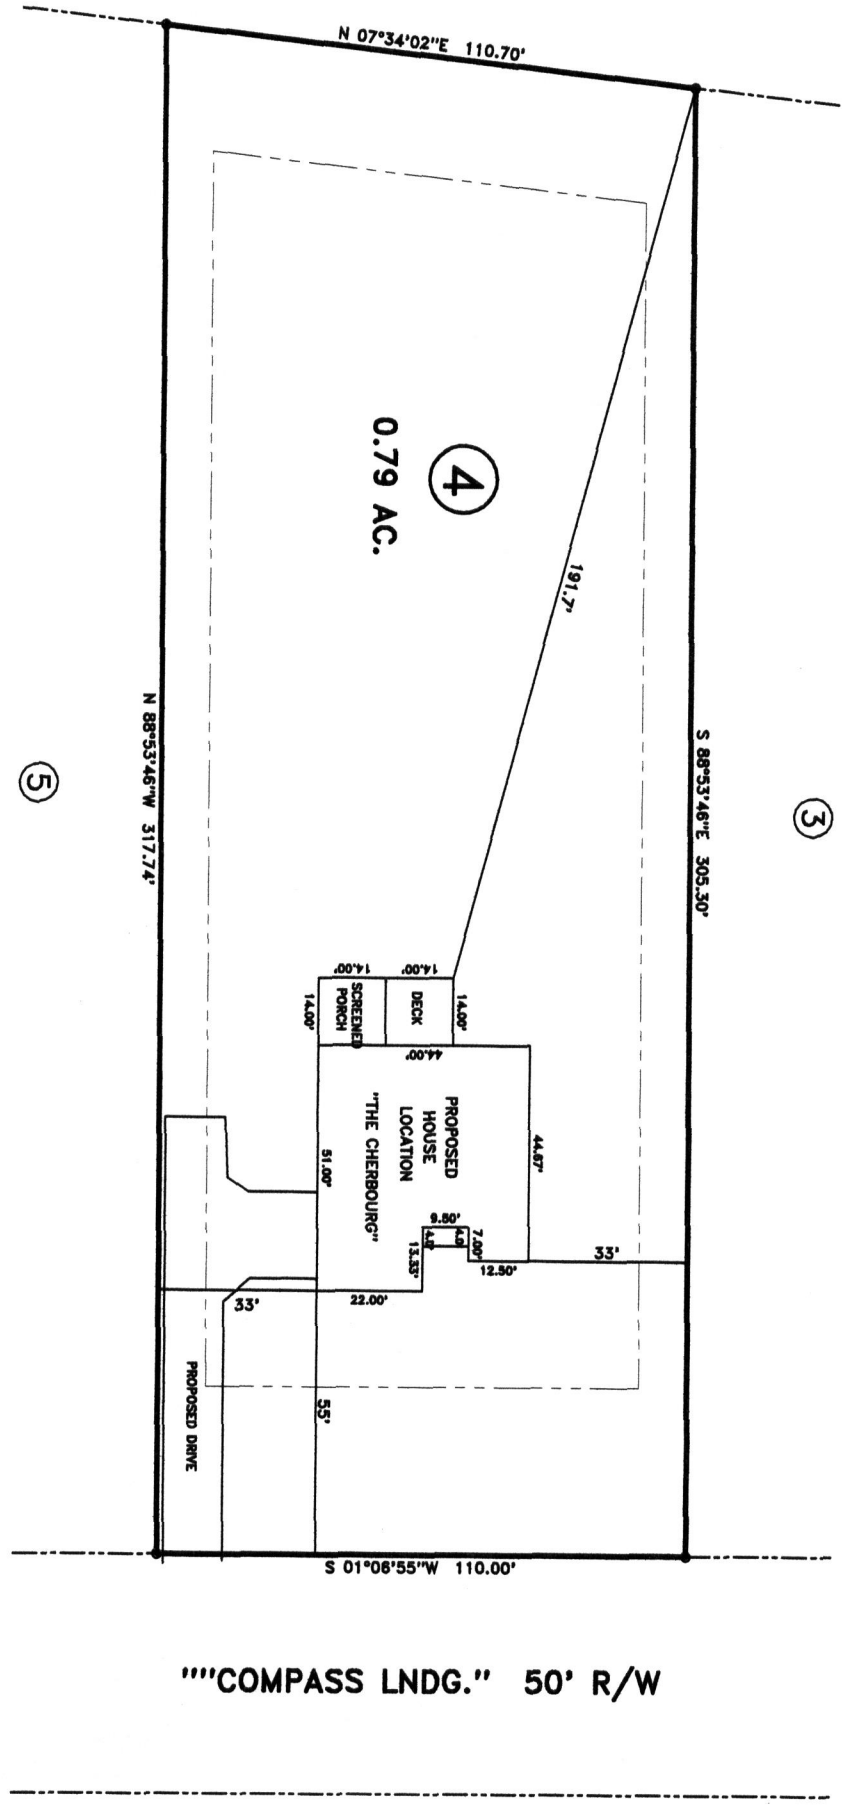 N 07°34'02"E 110.70'
4
0.79 AC.
191.7'
S 88°53'46"E 305.30'
3
N 88°53'46"W 317.74'
5
14.00'
14.00'
14.00'
SCREENED
PORCH
DECK
14.00'
44.00'
PROPOSED
HOUSE
LOCATION
"THE CHERBOURG"
44.67'
51.00'
9.50'
4.0'
4.0'
7.00'
13.33'
12.50'
33'
33'
22.00'
55'
PROPOSED DRIVE
S 01°06'55"W 110.00'
""COMPASS LNDG." 50' R/W